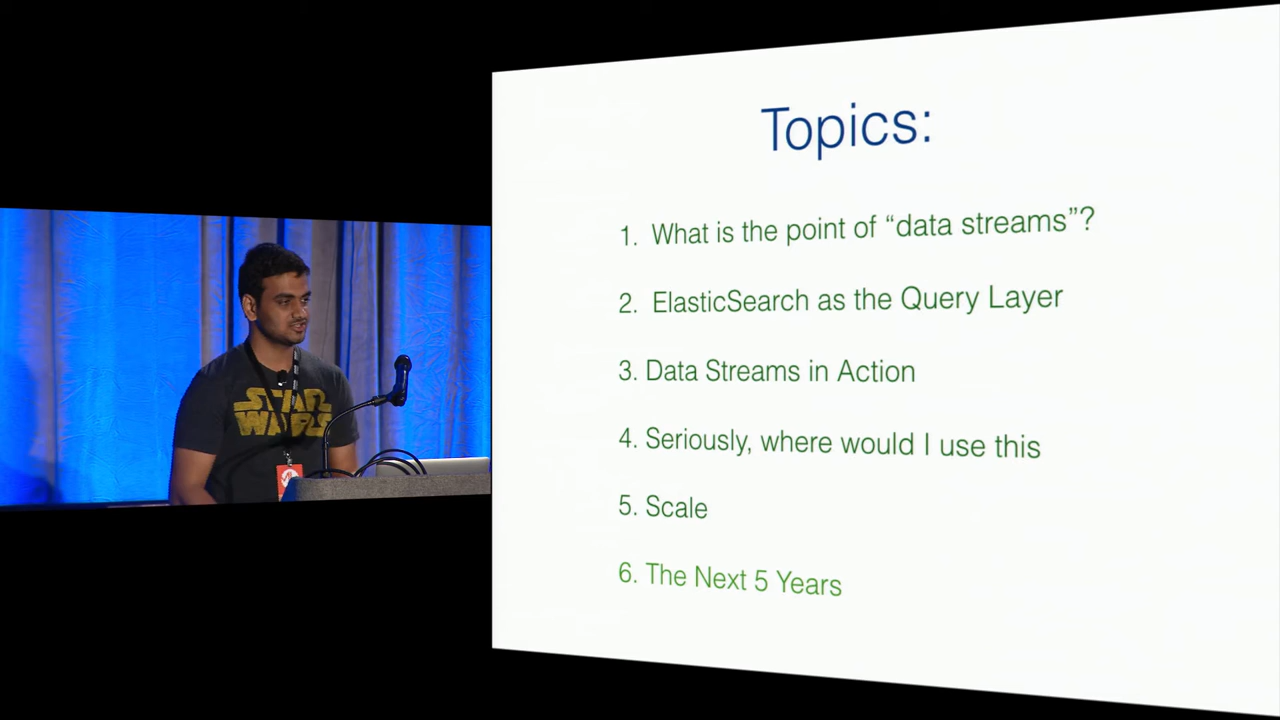 Topics:
1. What is the point of “data streams”?
2. ElasticSearch as the Query Layer
3. Data Streams in Action
4. Seriously, where would I use this
5. Scale
6. The Next 5 Years
STAR
WARS